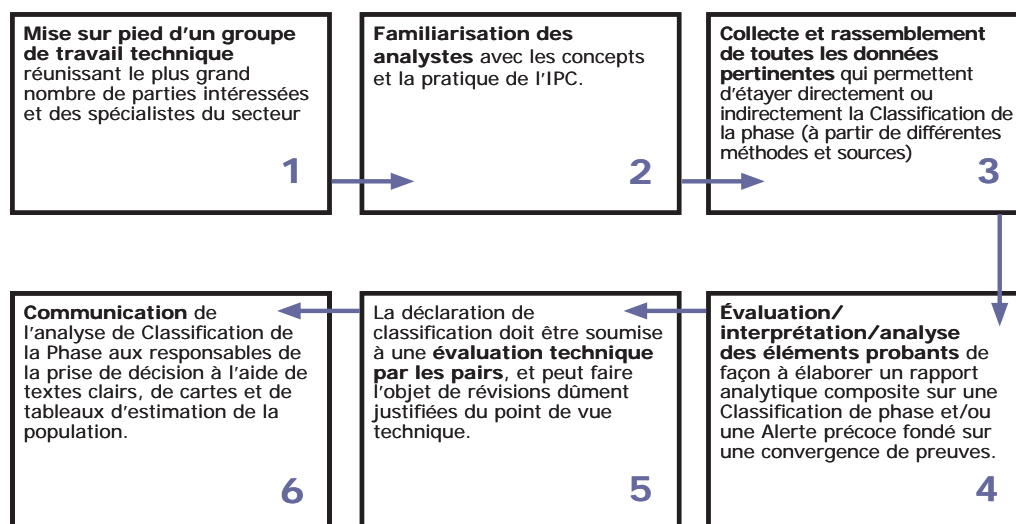 Mise sur pied d'un groupe
de travail technique
réunissant le plus grand
nombre de parties intéressées
et des spécialistes du secteur
1
Familiarisation des
analystes avec les concepts
et la pratique de l'IPC.
2
Collecte et rassemblement
de toutes les données
pertinentes qui permettent
d'étayer directement ou
indirectement la Classification de
la phase (à partir de différentes
méthodes et sources)
3
Évaluation/
interprétation/analyse
des éléments probants de
façon à élaborer un rapport
analytique composite sur une
Classification de phase et/ou
une Alerte précoce fondé sur
une convergence de preuves.
4
La déclaration de
classification doit être soumise
à une évaluation technique
par les pairs, et peut faire
l'objet de révisions dûment
justifiées du point de vue
technique.
5
Communication de
l'analyse de Classification de
la Phase aux responsables de
la prise de décision à l'aide de
textes clairs, de cartes et de
tableaux d'estimation de la
population.
6